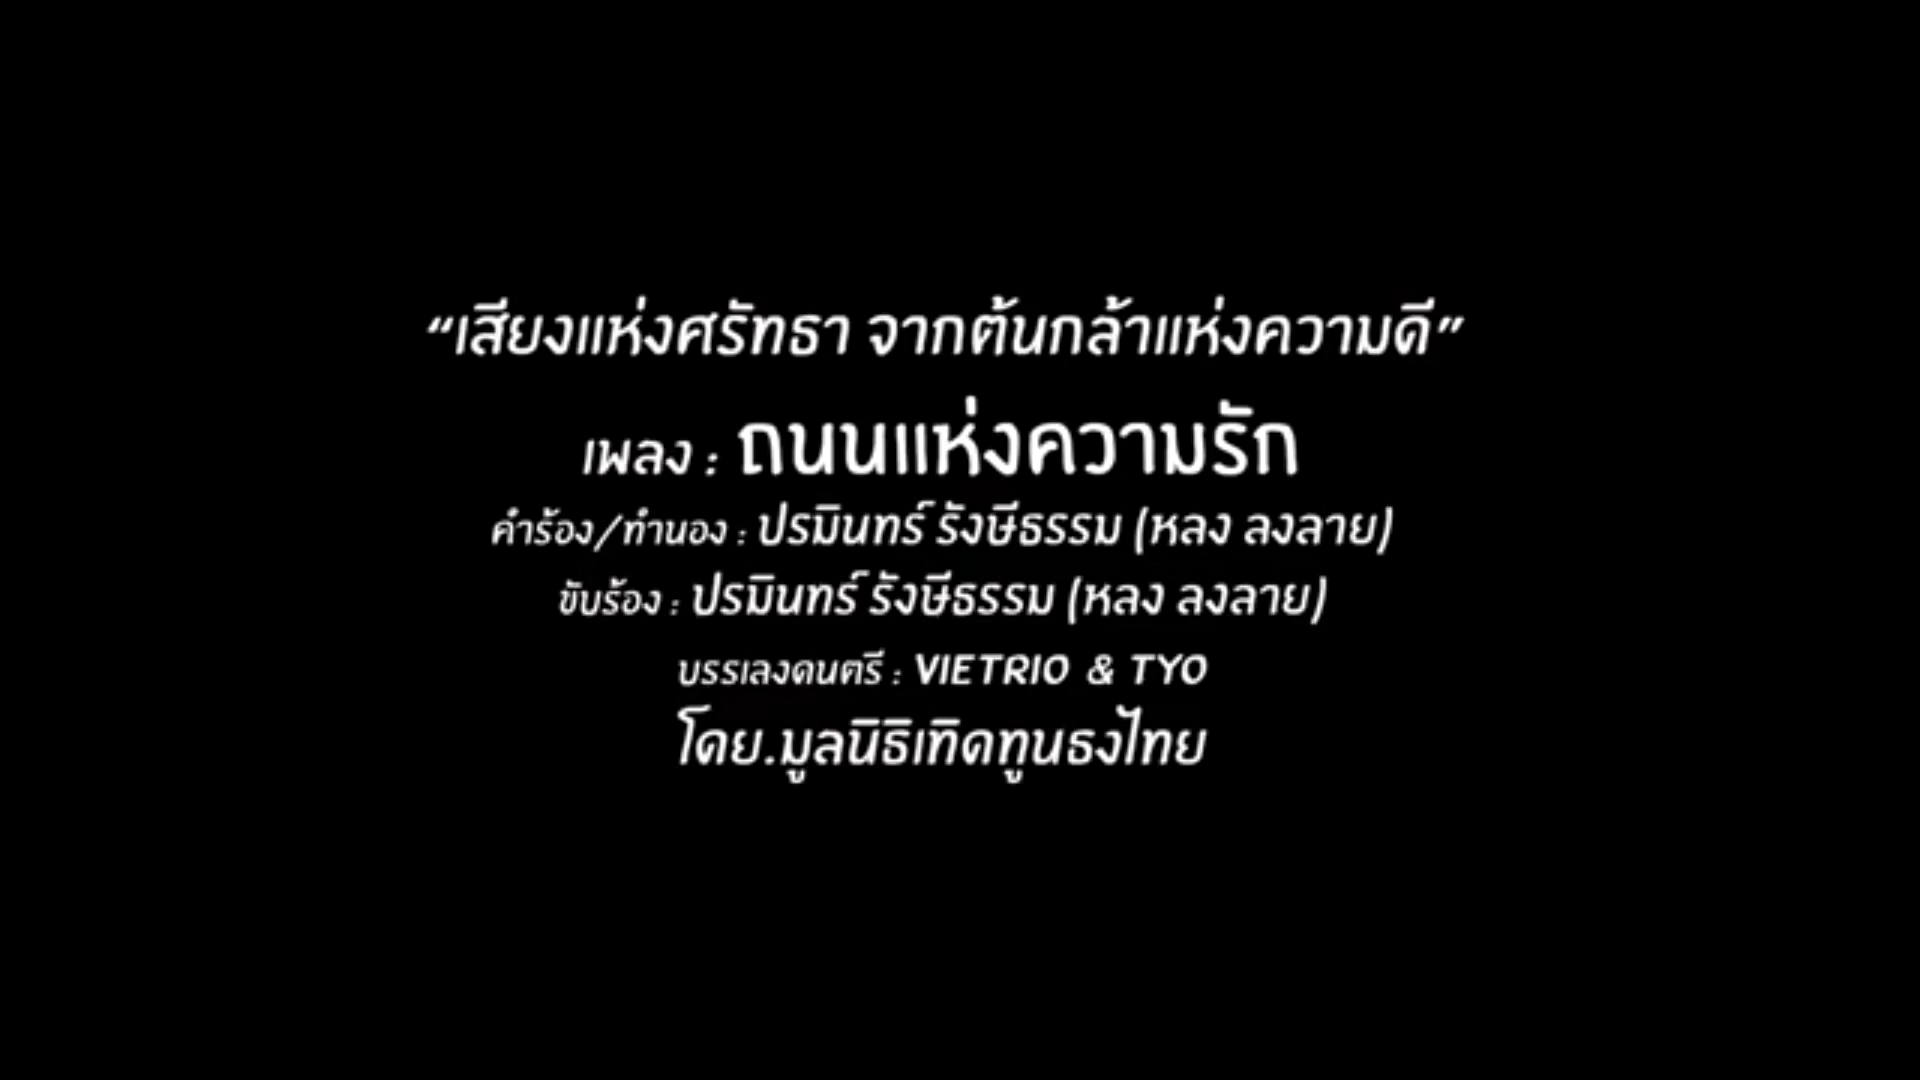 “เสียงแห่งศรัทธา จากต้นกล้าแห่งความดี”
เพลง : ถนนแห่งความรัก
คำร้อง/ทำนอง : ปรมินทร์ รังษีธรรม (หลง ลงลาย)
ขับร้อง : ปรมินทร์ รังษีธรรม (หลง ลงลาย)
บรรเลงดนตรี : VIETRIO & TYO
โดย.มูลนิธิเทิดทูนธงไทย